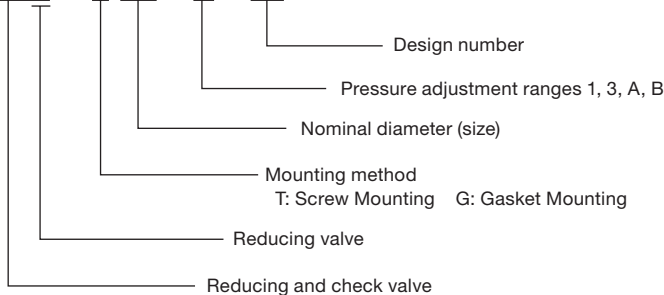 Design number
Pressure adjustment ranges 1, 3, A, B
Nominal diameter (size)
Mounting method
T: Screw Mounting G: Gasket Mounting
Reducing valve
Reducing and check valve